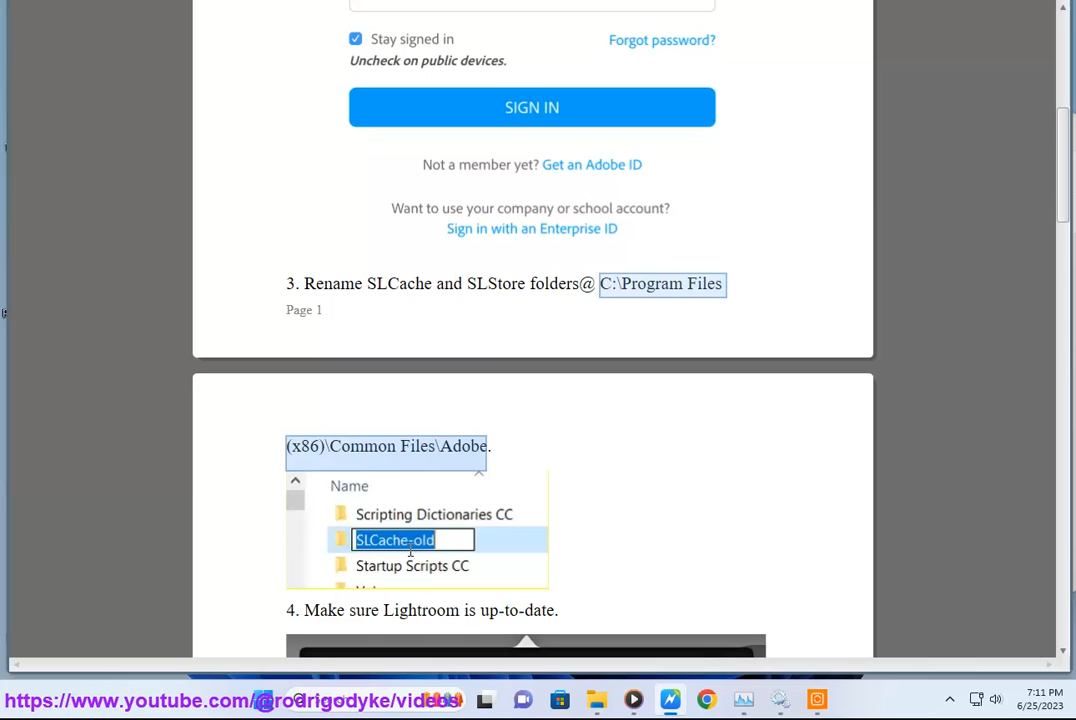 Stay signed in
Forgot password?
Uncheck on public devices.
SIGN IN
Not a member yet? Get an Adobe ID
Want to use your company or school account?
Sign in with an Enterprise ID
3. Rename SLCache and SLStore folders@ C:\Program Files
Page 1
(x86)\Common Files\Adobe.
Name
Scripting Dictionaries CC
SLCache-old
Startup Scripts CC
4. Make sure Lightroom is up-to-date.
https://www.youtube.com/@rodrigodyke/videos
7:11 PM
6/25/2023